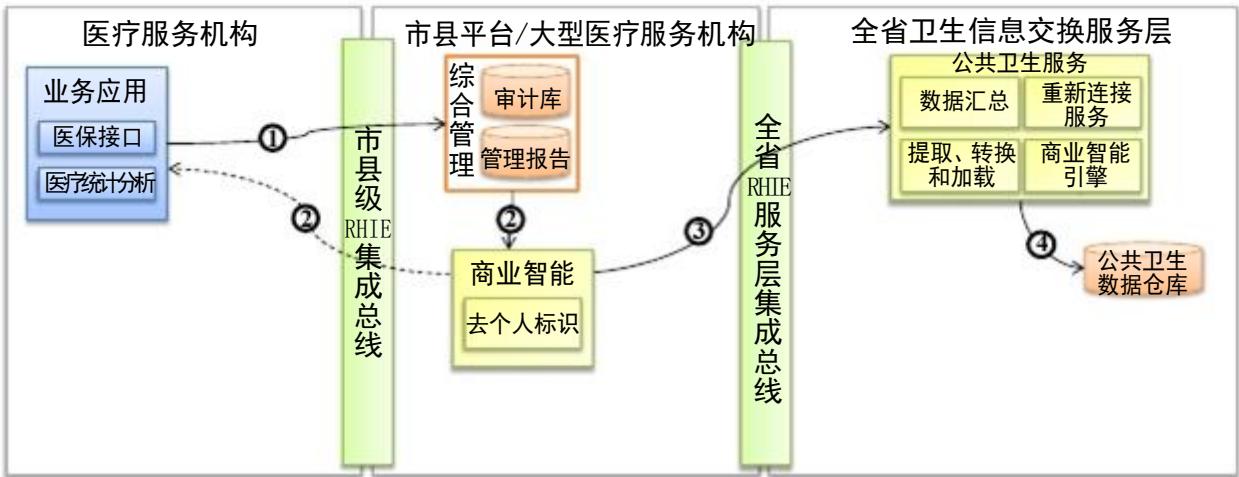 医疗服务机构
业务应用
医保接口
医疗统计分析
①
②
市县级RHIE集成总线
市县平台/大型医疗服务机构
综合管理
审计库
管理报告
②
商业智能
去个人标识
③
全省RHIE服务层集成总线
全省卫生信息交换服务层
公共卫生服务
数据汇总
重新连接
服务
提取、转换
和加载
商业智能
引擎
④
公共卫生
数据仓库